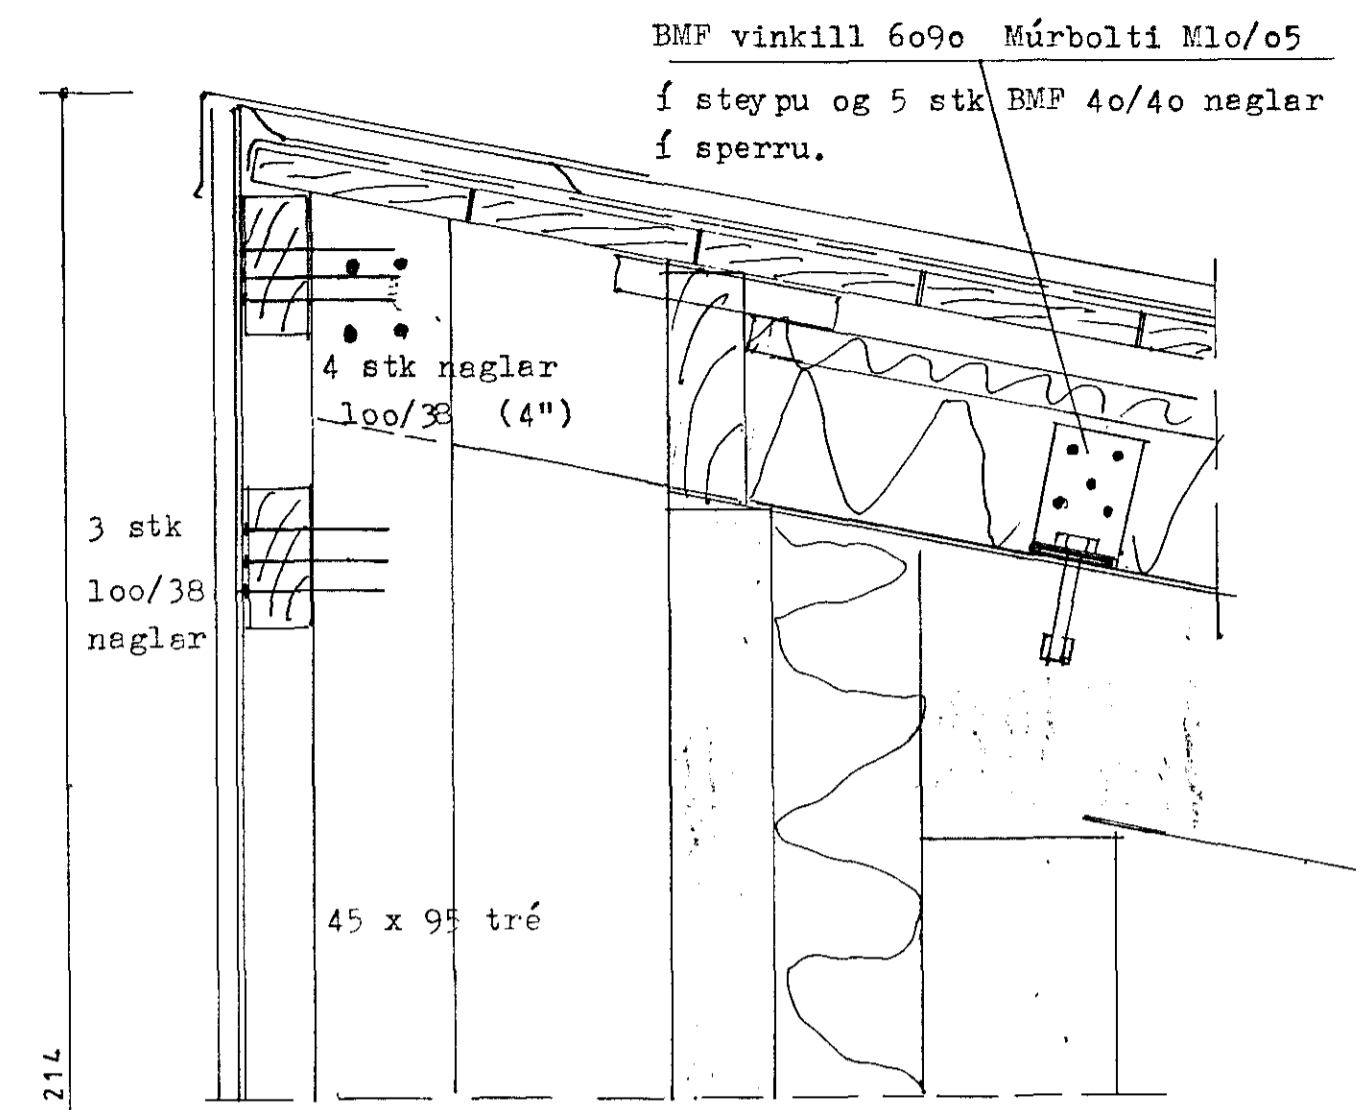 BMF vinkill 6o9o Múrbolti M1o/o5
í steypu og 5 stk BMF 4o/4o naglar
í sperru.
4 stk naglar
1oo/38 (4")
3 stk
1oo/38
naglar
45 x 95 tré
214